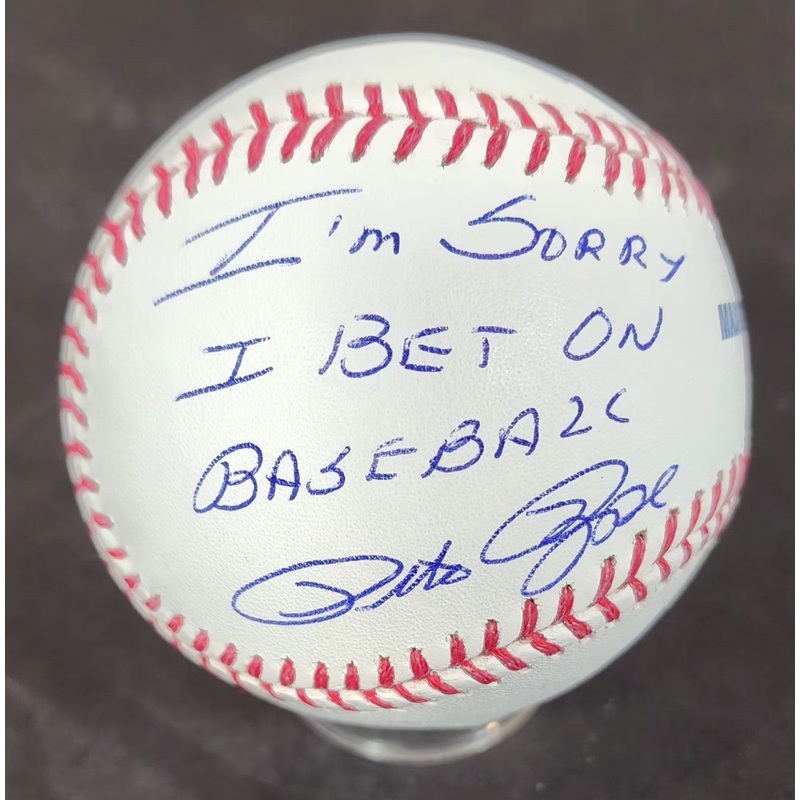 I'm SORRY
I BET ON
BASEBALL
Pete Rose